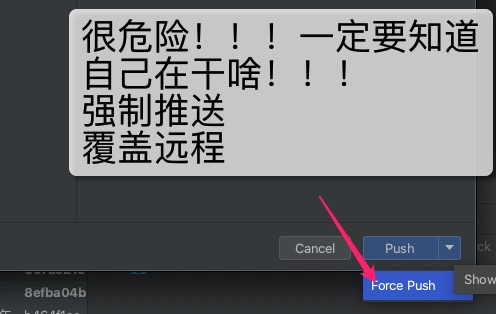 很危险！！！一定要知道
自己在干啥！！！
强制推送
覆盖远程
Cancel
Push
ck
Force Push
Show
8efba04b